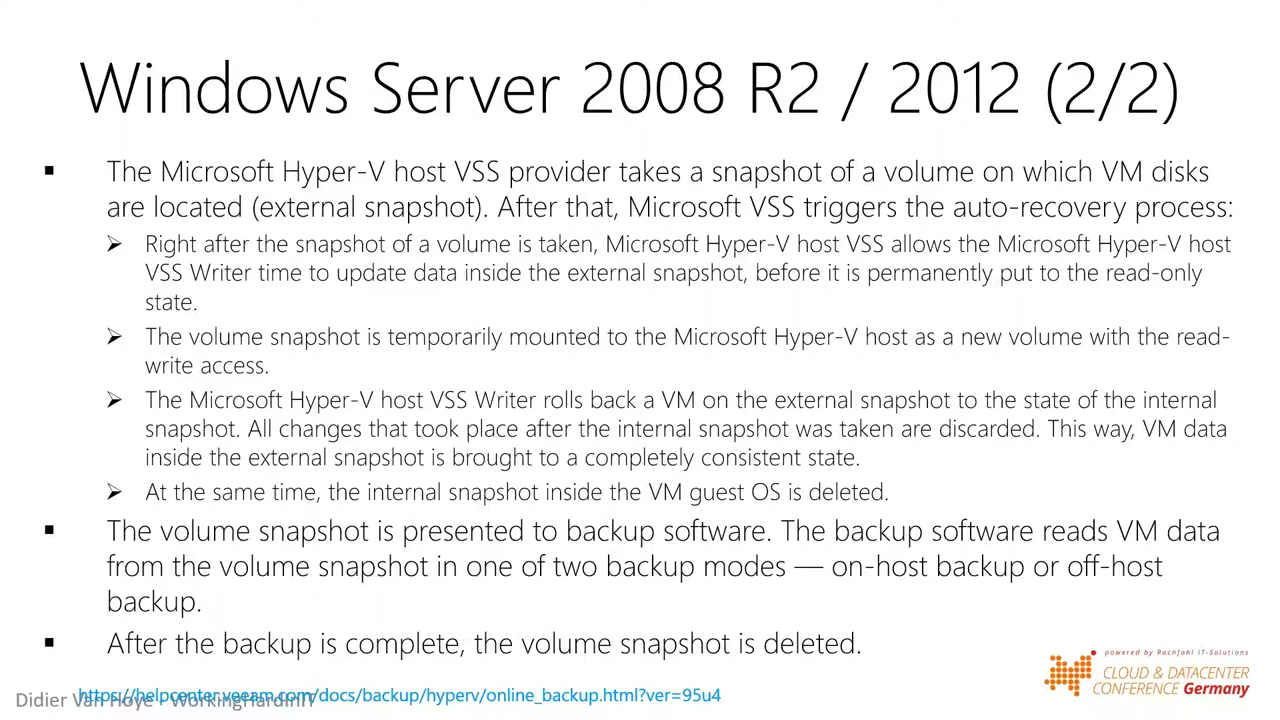 Windows Server 2008 R2 / 2012 (2/2)
▪ The Microsoft Hyper-V host VSS provider takes a snapshot of a volume on which VM disks
are located (external snapshot). After that, Microsoft VSS triggers the auto-recovery process:
➢ Right after the snapshot of a volume is taken, Microsoft Hyper-V host VSS allows the Microsoft Hyper-V host
VSS Writer time to update data inside the external snapshot, before it is permanently put to the read-only
state.
➢ The volume snapshot is temporarily mounted to the Microsoft Hyper-V host as a new volume with the read-
write access.
➢ The Microsoft Hyper-V host VSS Writer rolls back a VM on the external snapshot to the state of the internal
snapshot. All changes that took place after the internal snapshot was taken are discarded. This way, VM data
inside the external snapshot is brought to a completely consistent state.
➢ At the same time, the internal snapshot inside the VM guest OS is deleted.
▪ The volume snapshot is presented to backup software. The backup software reads VM data
from the volume snapshot in one of two backup modes — on-host backup or off-host
backup.
▪ After the backup is complete, the volume snapshot is deleted.
https://helpcenter.veeam.com/docs/backup/hyperv/online_backup.html?ver=95u4
Didier Van Hoye - WorkingHardInIT
powered by Rachfahl IT-Solutions
CLOUD & DATACENTER
CONFERENCE Germany